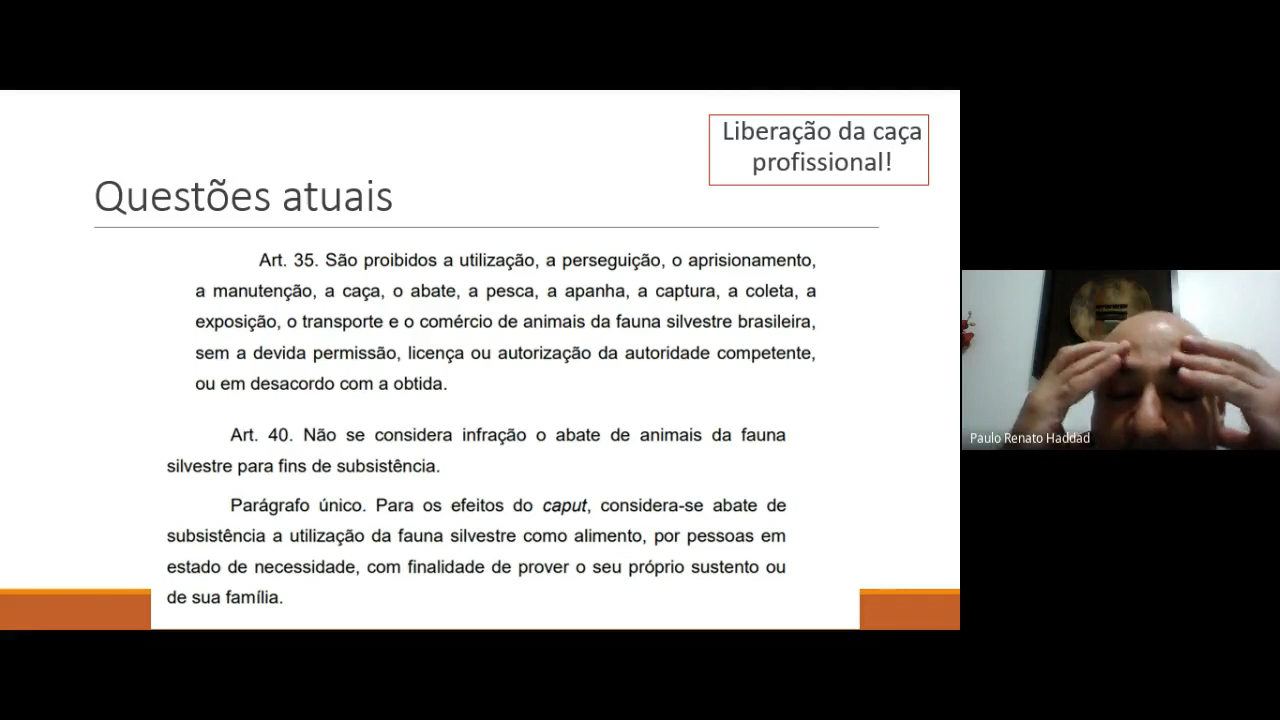 Liberação da caça
profissional!
Questões atuais
Art. 35. São proibidos a utilização, a perseguição, o aprisionamento,
a manutenção, a caça, o abate, a pesca, a apanha, a captura, a coleta, a
exposição, o transporte e o comércio de animais da fauna silvestre brasileira,
sem a devida permissão, licença ou autorização da autoridade competente,
ou em desacordo com a obtida.
Art. 40. Não se considera infração o abate de animais da fauna
silvestre para fins de subsistência.
Parágrafo único. Para os efeitos do caput, considera-se abate de
subsistência a utilização da fauna silvestre como alimento, por pessoas em
estado de necessidade, com finalidade de prover o seu próprio sustento ou
de sua família.
Paulo Renato Haddad